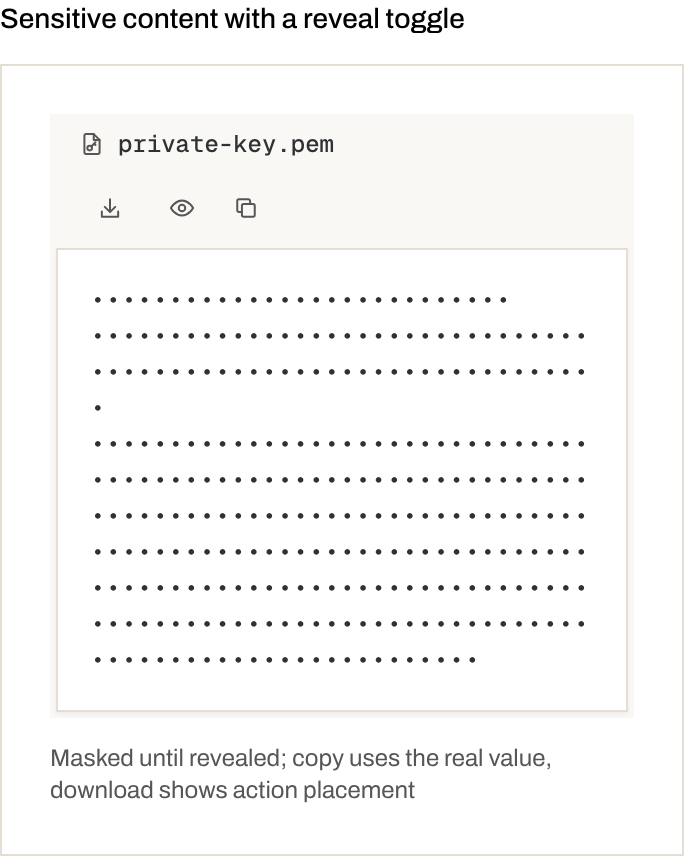 Sensitive content with a reveal toggle
private-key.pem
Masked until revealed; copy uses the real value,
download shows action placement